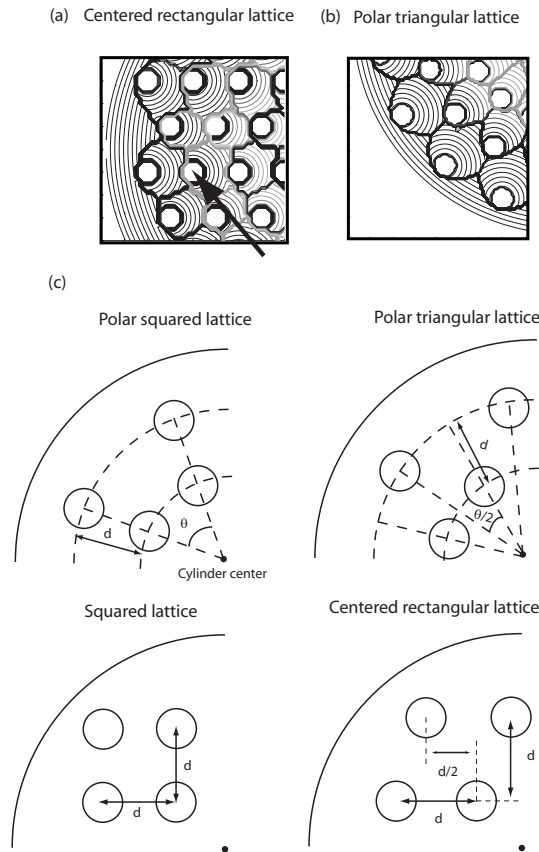 (a) Centered rectangular lattice
(b) Polar triangular lattice
(c)
Polar squared lattice
Polar triangular lattice
d
θ
Cylinder center
d
θ/2
Squared lattice
Centered rectangular lattice
d
d
d/2
d
d